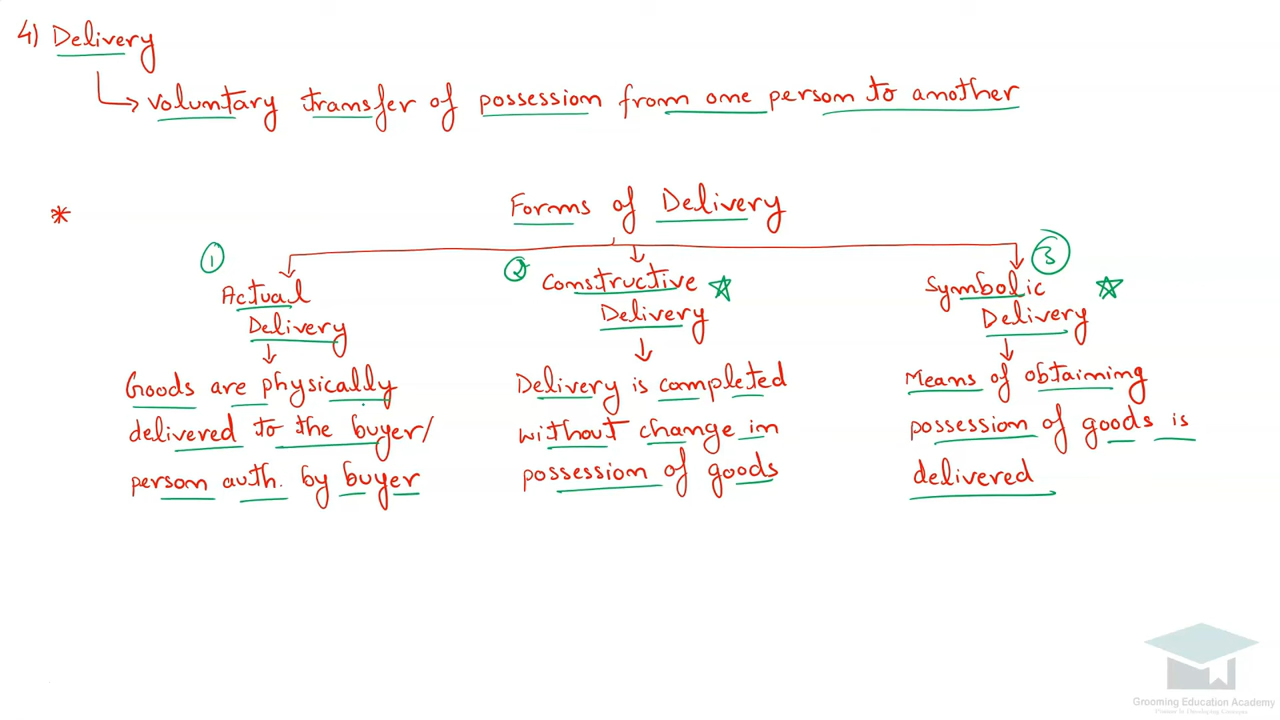 4) Delivery
voluntary transfer of possession from one person to another
* Forms of Delivery
1 Actual Delivery
Goods are physically
delivered to the buyer/
person auth. by buyer
2 Constructive Delivery
Delivery is completed
without change in
possession of goods
3 Symbolic Delivery
Means of obtaining
possession of goods is
delivered
Grooming Education Academy